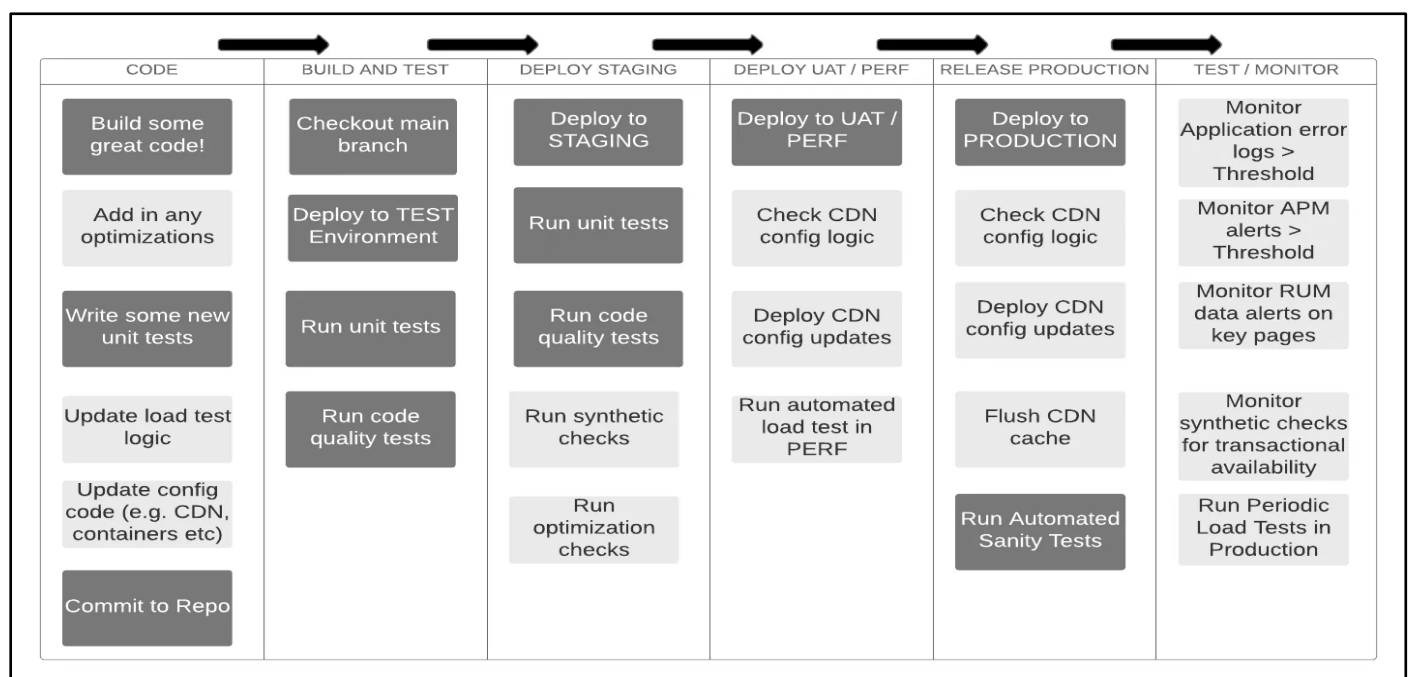 CODE
Build some
great code!
Add in any
optimizations
Write some new
unit tests
Update load test
logic
Update config
code (e.g. CDN,
containers etc)
Commit to Repo
BUILD AND TEST
Checkout main
branch
Deploy to TEST
Environment
Run unit tests
Run code
quality tests
DEPLOY STAGING
Deploy to
STAGING
Run unit tests
Run code
quality tests
Run synthetic
checks
Run
optimization
checks
DEPLOY UAT / PERF
Deploy to UAT /
PERF
Check CDN
config logic
Deploy CDN
config updates
Run automated
load test in
PERF
RELEASE PRODUCTION
Deploy to
PRODUCTION
Check CDN
config logic
Deploy CDN
config updates
Flush CDN
cache
Run Automated
Sanity Tests
TEST / MONITOR
Monitor
Application error
logs >
Threshold
Monitor APM
alerts >
Threshold
Monitor RUM
data alerts on
key pages
Monitor
synthetic checks
for transactional
availability
Run Periodic
Load Tests in
Production